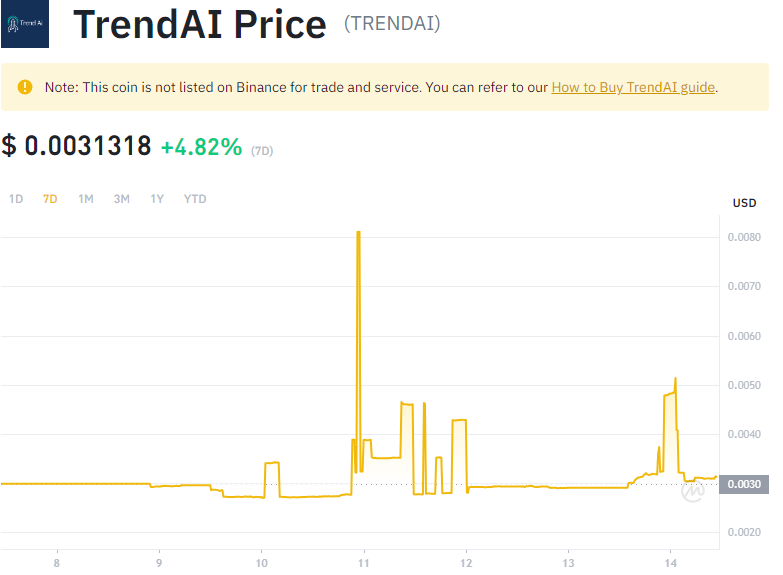 Trend Ai
TrendAI Price (TRENDAI)
Note: This coin is not listed on Binance for trade and service. You can refer to our How to Buy TrendAI guide.
$ 0.0031318 +4.82% (7D)
1D 7D 1M 3M 1Y YTD
USD
0.0080
0.0070
0.0060
0.0050
0.0040
0.0030
0.0020
8 9 10 11 12 13 14